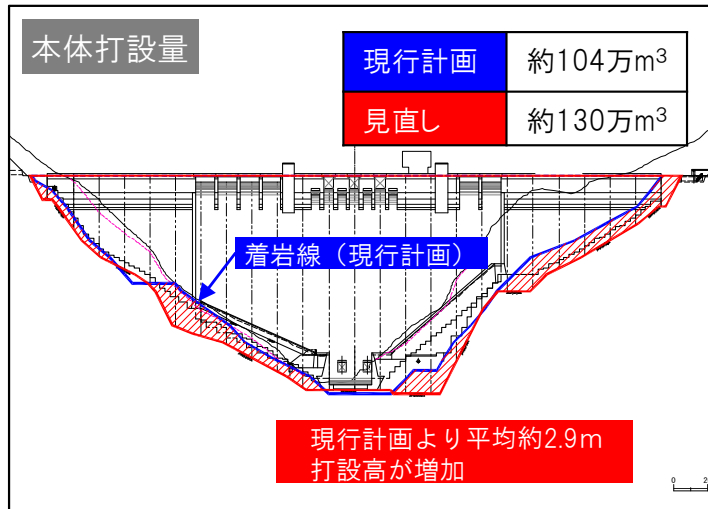 本体打設量
現行計画 約104万m³
見直し 約130万m³
着岩線（現行計画）
現行計画より平均約2.9m
打設高が増加
0 2